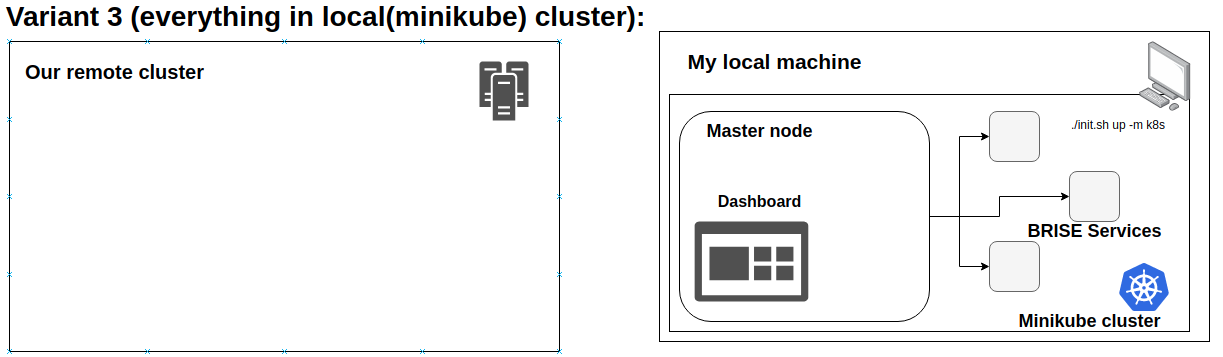 Variant 3 (everything in local(minikube) cluster):
Our remote cluster
My local machine
./init.sh up -m k8s
Master node
Dashboard
BRISE Services
Minikube cluster